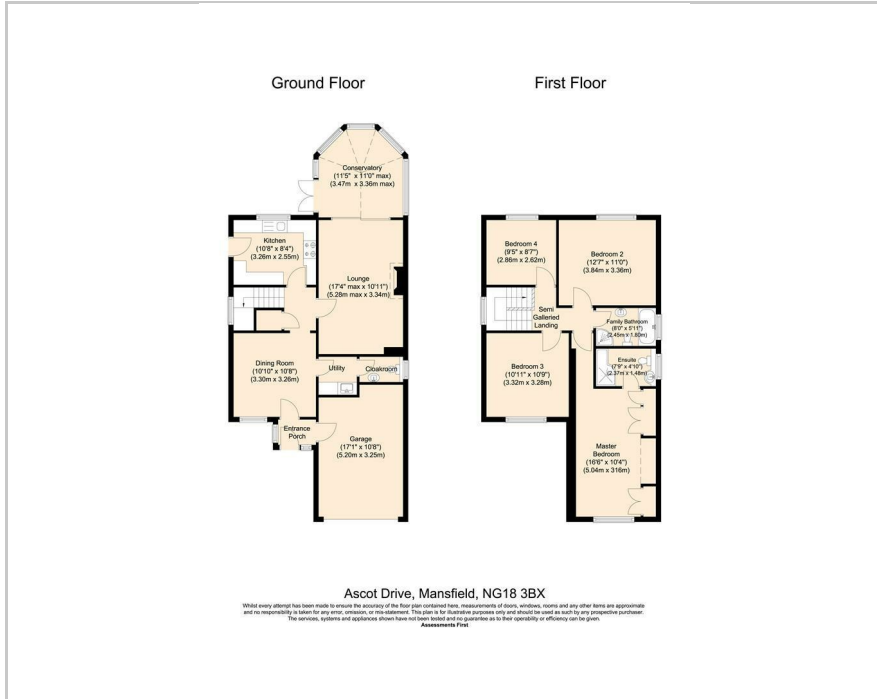 Ground Floor
First Floor
Conservatory
(11'5" x 11'0" max)
(3.47m x 3.36m max)
Kitchen
(10'8" x 8'4")
(3.26m x 2.55m)
Lounge
(17'4" max x 10'11")
(5.28m max x 3.34m)
Dining Room
(10'10" x 10'8")
(3.30m x 3.26m)
Utility
Cloakroom
Entrance
Porch
Garage
(17'1" x 10'8")
(5.20m x 3.25m)
Bedroom 4
(9'5" x 8'7")
(2.86m x 2.62m)
Bedroom 2
(12'7" x 11'0")
(3.84m x 3.36m)
Semi
Galleried
Landing
Family Bathroom
(8'0" x 5'11")
(2.45m x 1.80m)
Ensuite
(7'9" x 4'10")
(2.37m x 1.48m)
Bedroom 3
(10'11" x 10'9")
(3.32m x 3.28m)
Master
Bedroom
(16'6" x 10'4")
(5.04m x 316m)
Ascot Drive, Mansfield, NG18 3BX
Whilst every attempt has been made to ensure the accuracy of the floor plan contained here, measurements of doors, windows, rooms and any other items are approximate
and no responsibility is taken for any error, omission, or mis-statement. This plan is for illustrative purposes only and should be used as such by any prospective purchaser.
The services, systems and appliances shown have not been tested and no guarantee as to their operability or efficiency can be given.
Assessments First